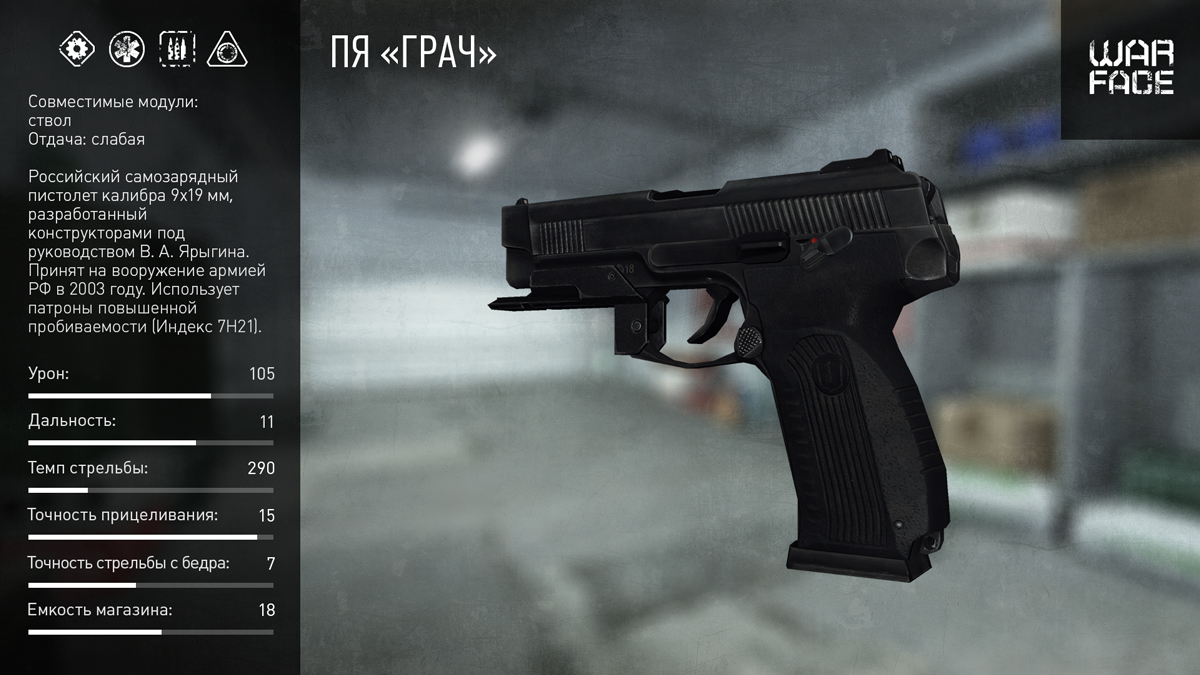 ПЯ «ГРАЧ»
WAR
FACE
Совместимые модули:
ствол
Отдача: слабая
Российский самозарядный
пистолет калибра 9х19 мм,
разработанный
конструкторами под
руководством В. А. Ярыгина.
Принят на вооружение армией
РФ в 2003 году. Использует
патроны повышенной
пробиваемости (Индекс 7Н21).
Урон: 105
Дальность: 11
Темп стрельбы: 290
Точность прицеливания: 15
Точность стрельбы с бедра: 7
Емкость магазина: 18